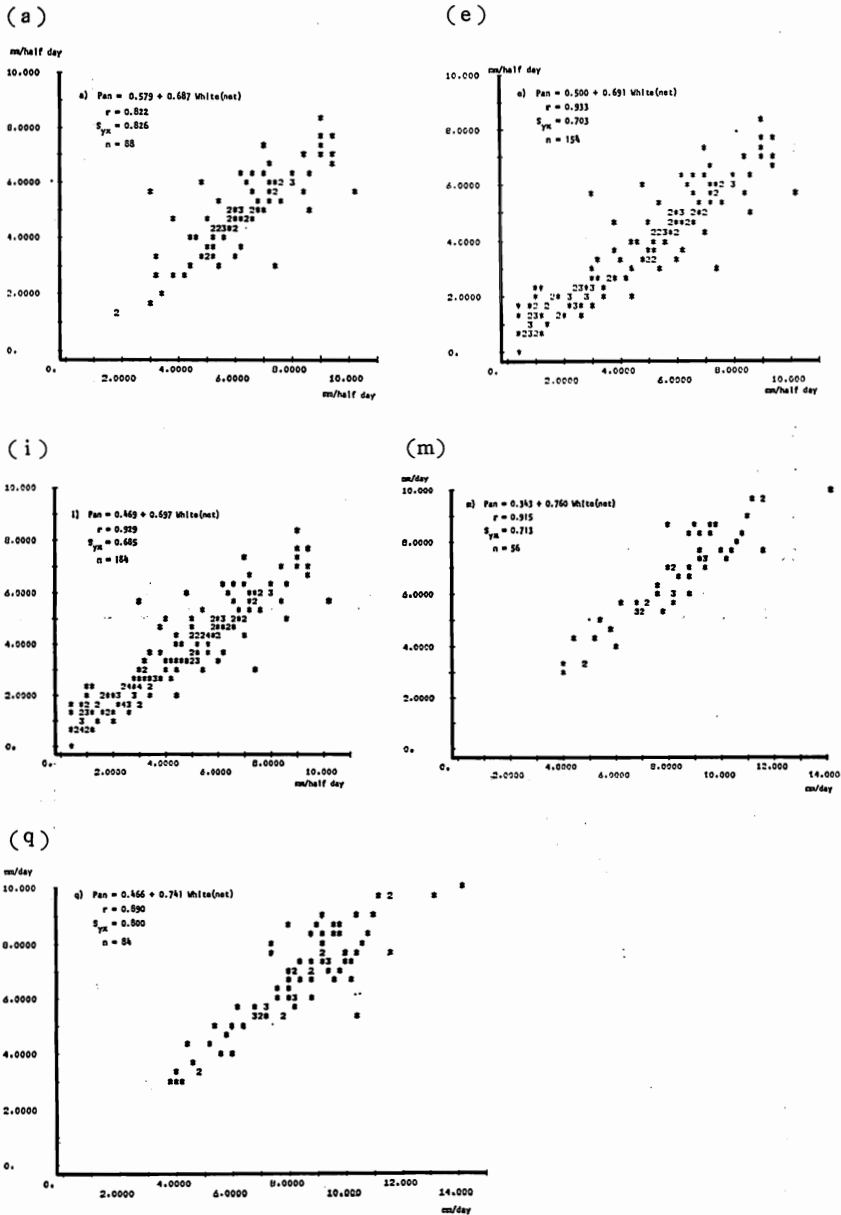 (a)
mm/half day
10.000
8.0000
6.0000
4.0000
2.0000
0.
a) Pan = 0.579 + 0.687 White(net)
r = 0.822
Syx = 0.826
n = 88
0. 2.0000 4.0000 6.0000 8.0000 10.000
mm/half day
(e)
mm/half day
10.000
8.0000
6.0000
4.0000
2.0000
0.
e) Pan = 0.500 + 0.691 White(net)
r = 0.933
Syx = 0.703
n = 154
2.0000 4.0000 6.0000 8.0000 10.000
mm/half day
(i)
10.000
8.0000
6.0000
4.0000
2.0000
0.
i) Pan = 0.469 + 0.697 White(net)
r = 0.929
Syx = 0.685
n = 184
0. 2.0000 4.0000 6.0000 8.0000 10.000
mm/half day
(m)
mm/day
10.000
8.0000
6.0000
4.0000
2.0000
0.
m) Pan = 0.343 + 0.760 White(net)
r = 0.915
Syx = 0.713
n = 56
0. 2.0000 4.0000 6.0000 8.0000 10.000 12.000 14.000
mm/day
(q)
mm/day
10.000
8.0000
6.0000
4.0000
2.0000
0.
q) Pan = 0.466 + 0.741 White(net)
r = 0.890
Syx = 0.800
n = 84
0. 2.0000 4.0000 6.0000 8.0000 10.000 12.000 14.000
mm/day